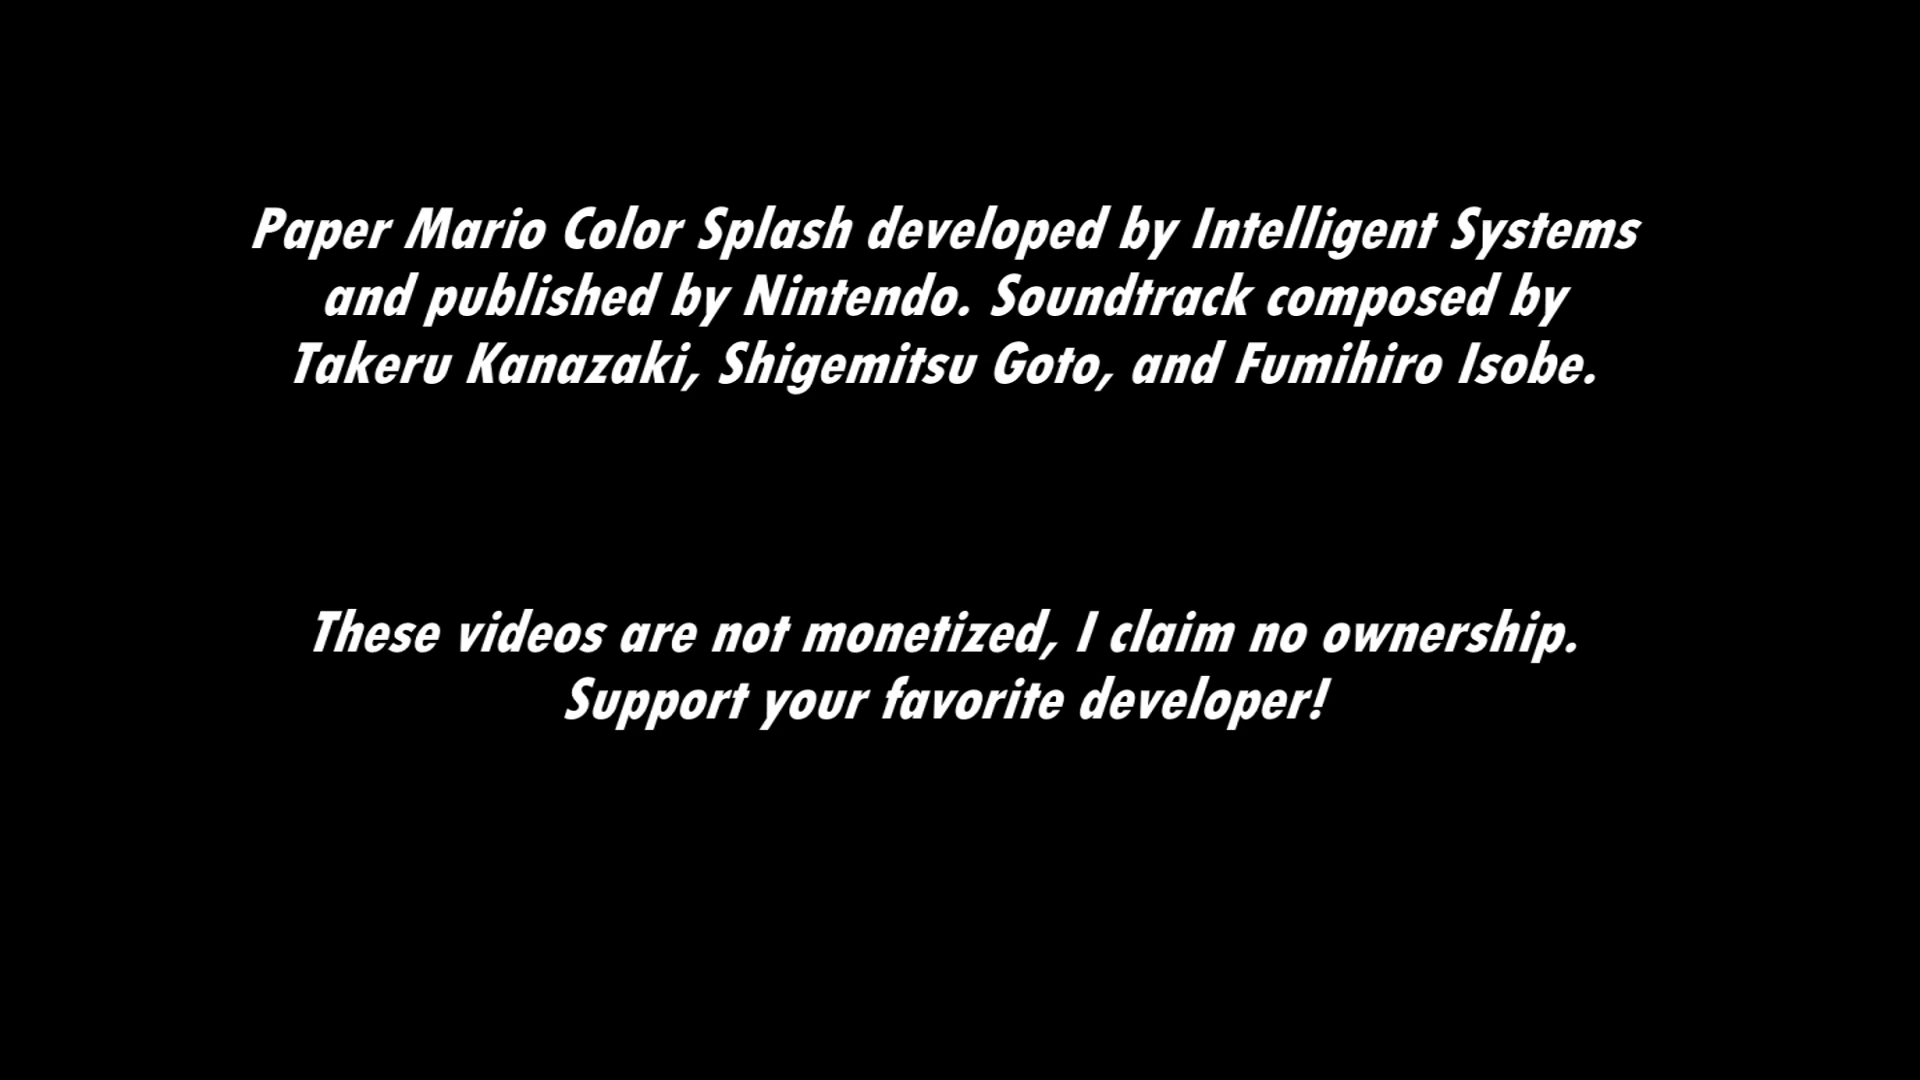 Paper Mario Color Splash developed by Intelligent Systems
and published by Nintendo. Soundtrack composed by
Takeru Kanazaki, Shigemitsu Goto, and Fumihiro Isobe.
These videos are not monetized, I claim no ownership.
Support your favorite developer!